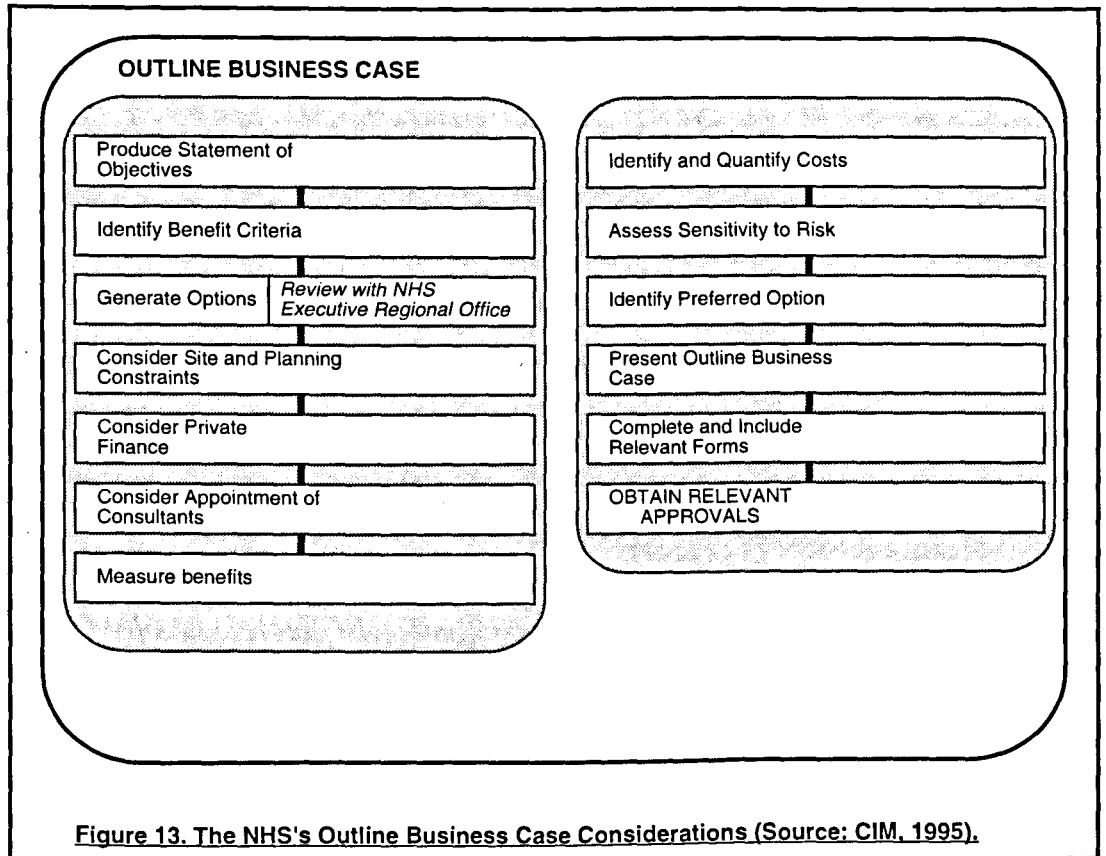 OUTLINE BUSINESS CASE
Produce Statement of
Objectives
Identify Benefit Criteria
Generate Options
Review with NHS
Executive Regional Office
Consider Site and Planning
Constraints
Consider Private
Finance
Consider Appointment of
Consultants
Measure benefits
Identify and Quantify Costs
Assess Sensitivity to Risk
Identify Preferred Option
Present Outline Business
Case
Complete and Include
Relevant Forms
OBTAIN RELEVANT
APPROVALS
Figure 13. The NHS's Outline Business Case Considerations (Source: CIM, 1995).